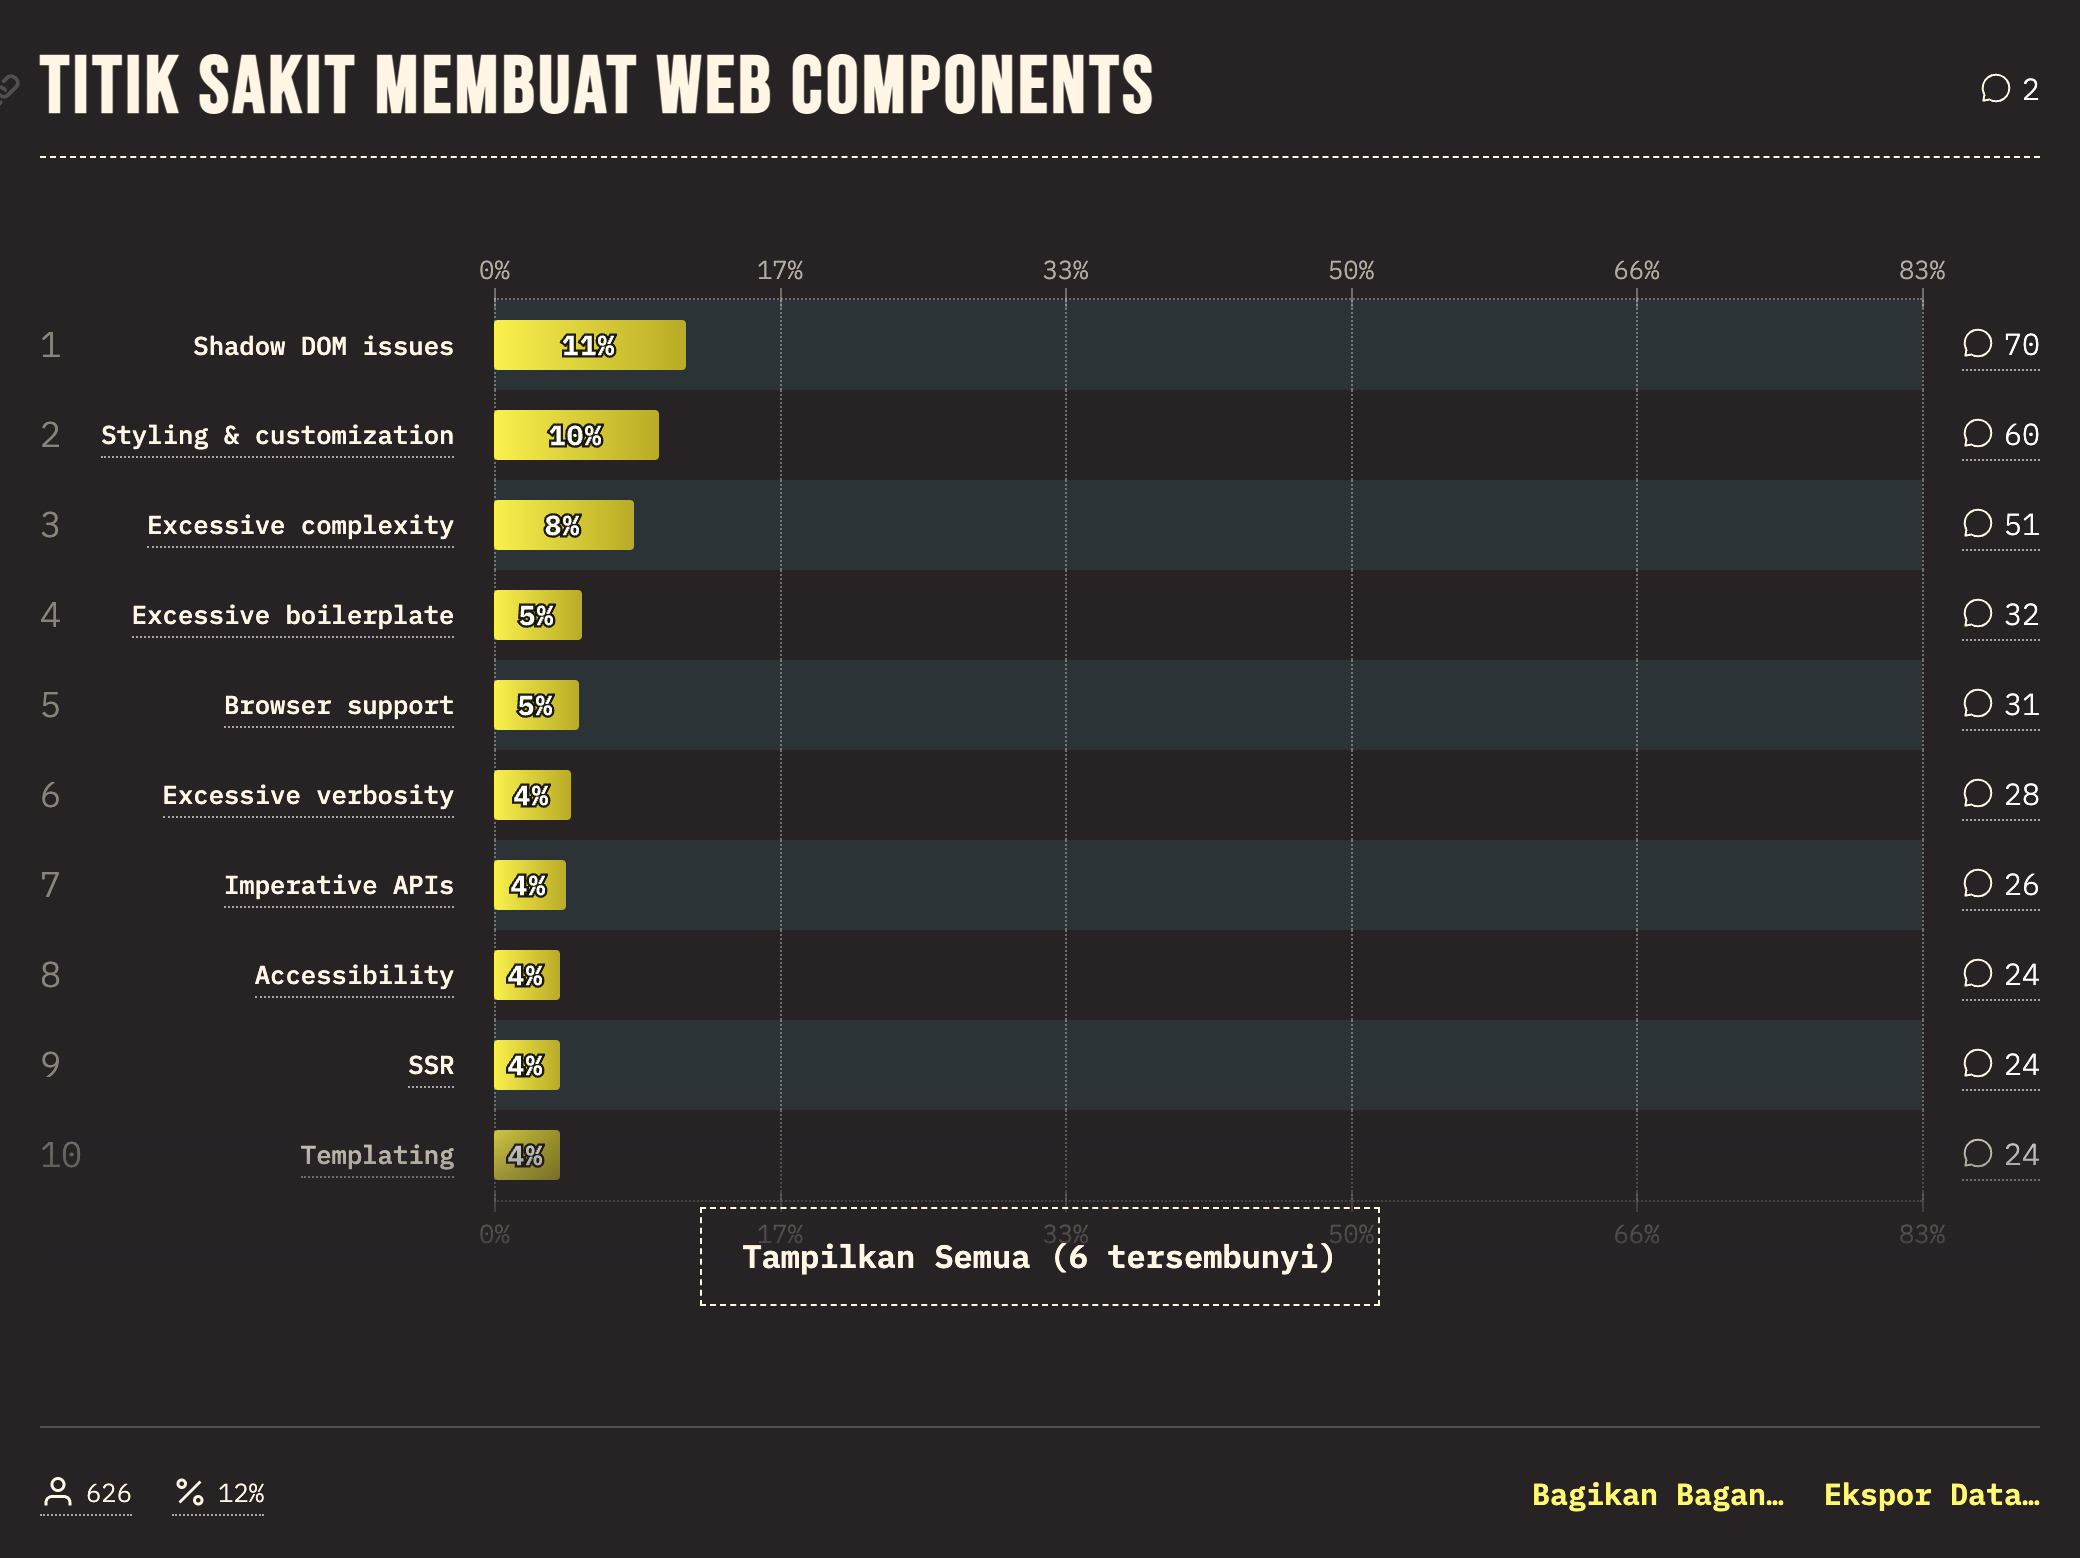 TITIK SAKIT MEMBUAT WEB COMPONENTS
2
0% 17% 33% 50% 66% 83%
1 Shadow DOM issues 11% 70
2 Styling & customization 10% 60
3 Excessive complexity 8% 51
4 Excessive boilerplate 5% 32
5 Browser support 5% 31
6 Excessive verbosity 4% 28
7 Imperative APIs 4% 26
8 Accessibility 4% 24
9 SSR 4% 24
10 Templating 4% 24
0% 17% 33% 50% 66% 83%
Tampilkan Semua (6 tersembunyi)
626 % 12%
Bagikan Bagan… Ekspor Data…